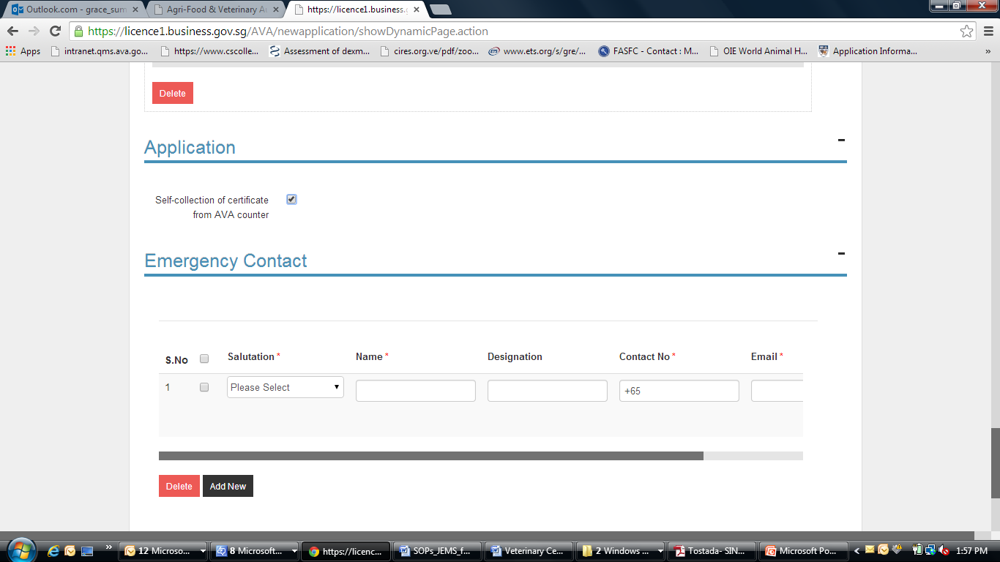 Outlook.com - grace_sum
Agri-Food & Veterinary Au
https://licence1.business.g
https://licence1.business.gov.sg/AVA/newapplication/showDynamicPage.action
Apps
intranet.qms.ava.go...
https://www.cscolle...
Assessment of dexm...
cires.org.ve/pdf/zoo...
www.ets.org/s/gre/...
FASFC - Contact : M...
OIE World Animal H...
Application Informa...
»
Delete
Application
Self-collection of certificate
from AVA counter
Emergency Contact
S.No Salutation * Name * Designation Contact No * Email *
1 Please Select +65
Delete Add New
12 Microso...
8 Microsoft...
https://licenc...
SOPs_JEMS_f...
Veterinary Ce...
2 Windows ...
Tostada- SIN...
Microsoft Po...
1:57 PM